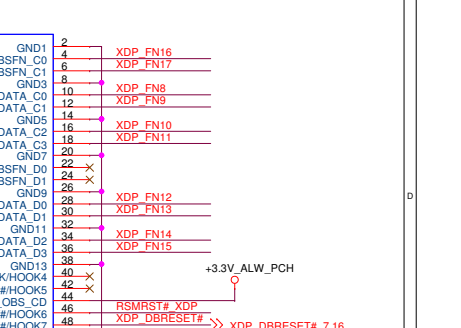 2
GND1
4 XDP_FN16
BSFN_C0
6 XDP_FN17
BSFN_C1
8
GND3
10 XDP_FN8
DATA_C0
12 XDP_FN9
DATA_C1
14
GND5
16 XDP_FN10
DATA_C2
18 XDP_FN11
DATA_C3
20
GND7
22
BSFN_D0
24
BSFN_D1
26
GND9
28 XDP_FN12
DATA_D0
30 XDP_FN13
DATA_D1
32
GND11
34 XDP_FN14
DATA_D2
36 XDP_FN15
DATA_D3
38
GND13
40
K/HOOK4
42
#/HOOK5
44
OBS_CD
46 RSMRST#_XDP
#/HOOK6
48 XDP_DBRESET#
#/HOOK7
+3.3V_ALW_PCH
XDP_DBRESET# 7,16
D